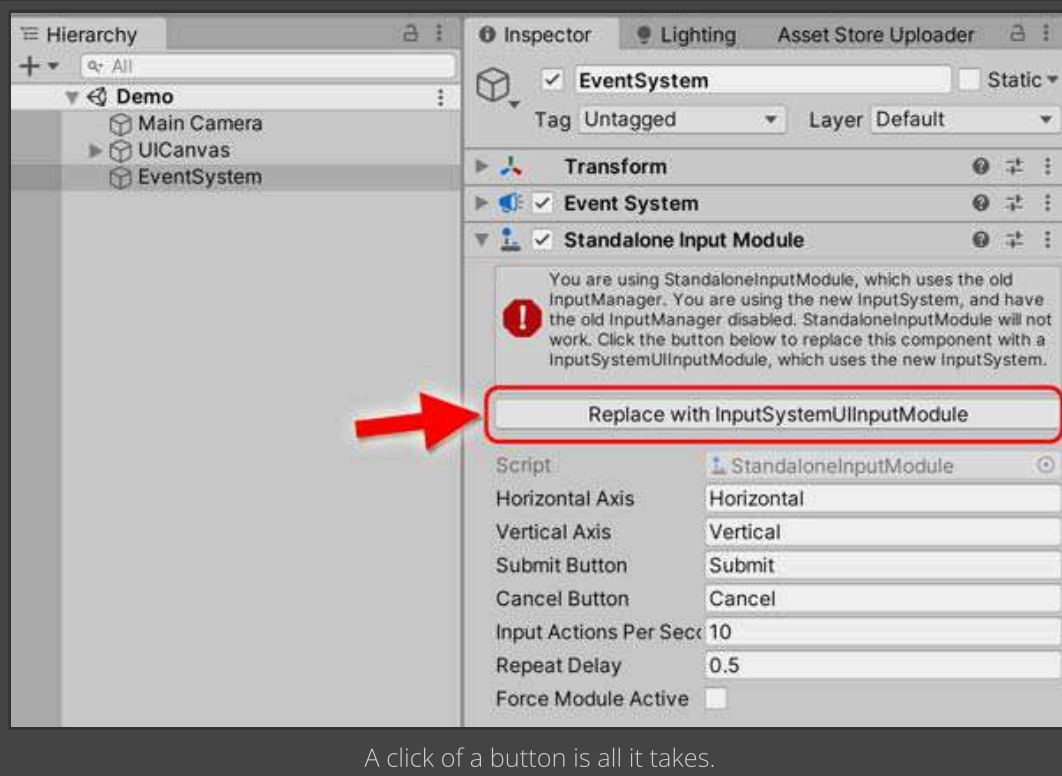 Hierarchy
All
Demo
Main Camera
UICanvas
EventSystem
Inspector
Lighting
Asset Store Uploader
EventSystem
Static
Tag Untagged
Layer Default
Transform
Event System
Standalone Input Module
You are using StandaloneInputModule, which uses the old
InputManager. You are using the new InputSystem, and have
the old InputManager disabled. StandaloneInputModule will not
work. Click the button below to replace this component with a
InputSystemUIInputModule, which uses the new InputSystem.
Replace with InputSystemUIInputModule
Script StandaloneInputModule
Horizontal Axis Horizontal
Vertical Axis Vertical
Submit Button Submit
Cancel Button Cancel
Input Actions Per Sec 10
Repeat Delay 0.5
Force Module Active
A click of a button is all it takes.